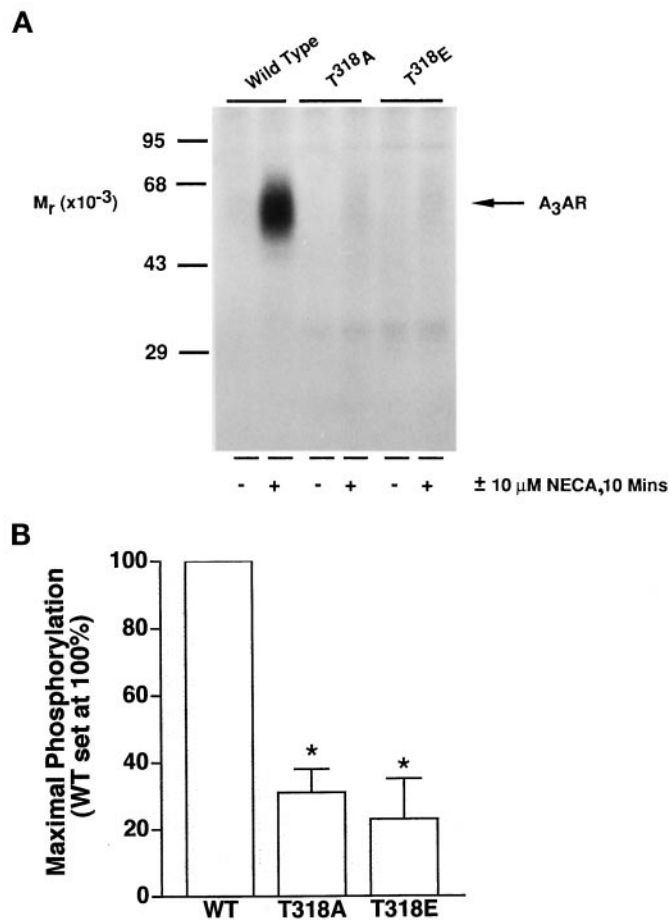 A
Wild Type T318A T318E
95
68
Mr (x10-3)
A3AR
43
29
- + - + - + ± 10 µM NECA,10 Mins
B
Maximal Phosphorylation
(WT set at 100%)
100
80
60
40
20
0
* *
WT T318A T318E